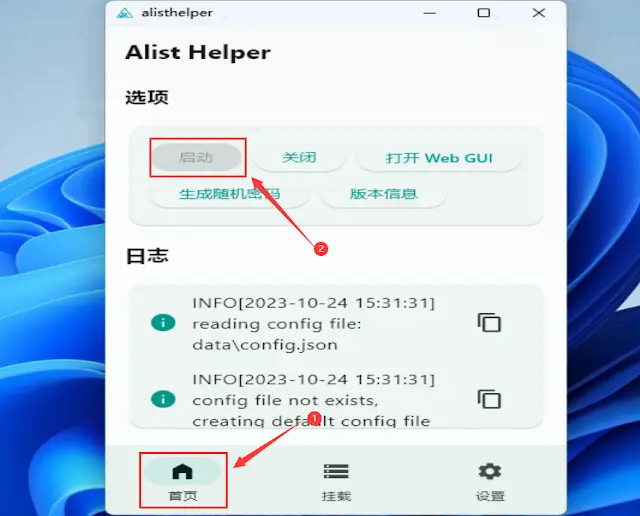 alisthelper
Alist Helper
选项
启动
关闭
打开 Web GUI
生成随机密码
版本信息
2
日志
INFO[2023-10-24 15:31:31]
reading config file:
data\config.json
INFO[2023-10-24 15:31:31]
config file not exists,
creating default config file
1
首页
挂载
设置